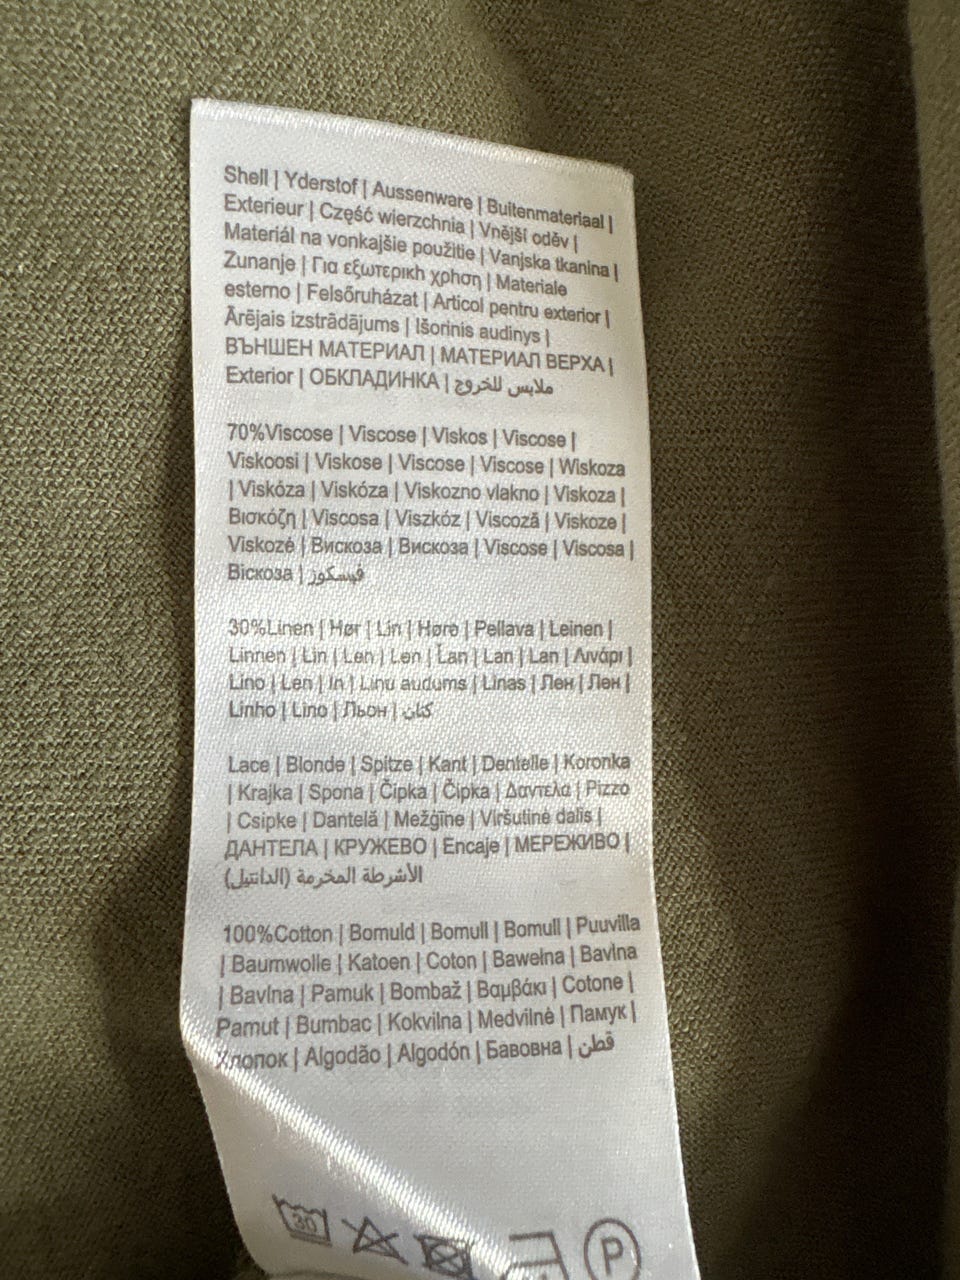 Shell | Yderstof | Aussenware | Buitenmateriaal |
Exterieur | Część wierzchnia | Vnější oděv |
Materiál na vonkajšie použitie | Vanjska tkanina |
Zunanje | Για εξωτερικh χρhση | Materiale
esterno | Felsőruházat | Articol pentru exterior |
Ārējais izstrādājums | Išorinis audinys |
ВЪНШЕН МАТЕРИАЛ | МАТЕРИАЛ ВЕРХА |
Exterior | ОБКЛАДИНКА | ملابس للخروج
70%Viscose | Viscose | Viskos | Viscose |
Viskoosi | Viskose | Viscose | Viscose | Wiskoza
| Viskóza | Viskóza | Viskozno vlakno | Viskoza |
Βισκόζη | Viscosa | Viszkóz | Viscoză | Viskoze |
Viskozė | Вискоза | Вискоза | Viscose | Viscosa |
Віскоза | فيسكوز
30%Linen | Hør | Lin | Høre | Pellava | Leinen |
Linnen | Lin | Len | Len | Ľan | Lan | Lan | Λινάρι |
Lino | Len | In | Linu audums | Linas | Лен | Лен |
Linho | Lino | Льон | كتان
Lace | Blonde | Spitze | Kant | Dentelle | Koronka
| Krajka | Spona | Čipka | Čipka | Δαντελα | Pizzo
| Csipke | Dantelă | Mežģīne | Viršutinė dalis |
ДАНТЕЛА | КРУЖЕВО | Encaje | МЕРЕЖИВО |
الأشرطة المخرمة (الدانتيل)
100%Cotton | Bomuld | Bomull | Bomull | Puuvilla
| Baumwolle | Katoen | Coton | Bawełna | Bavlna
| Bavlna | Pamuk | Bombaž | Βαμβάκι | Cotone |
Pamut | Bumbac | Kokvilna | Medvilnė | Памук |
Хлопок | Algodão | Algodón | Бавовна | قطن
30 P